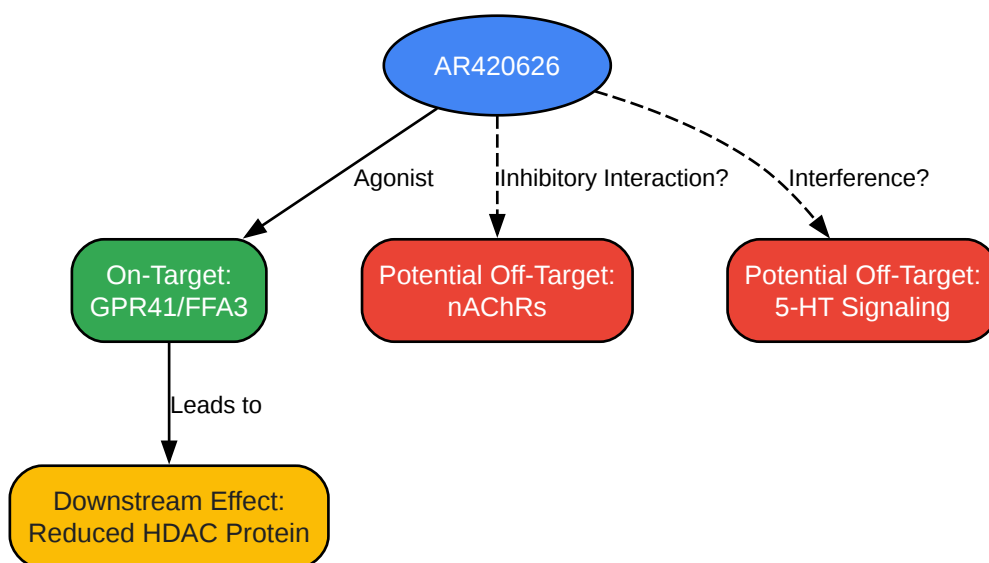 AR420626
Agonist
Inhibitory Interaction?
Interference?
On-Target:
GPR41/FFA3
Potential Off-Target:
nAChRs
Potential Off-Target:
5-HT Signaling
Leads to
Downstream Effect:
Reduced HDAC Protein